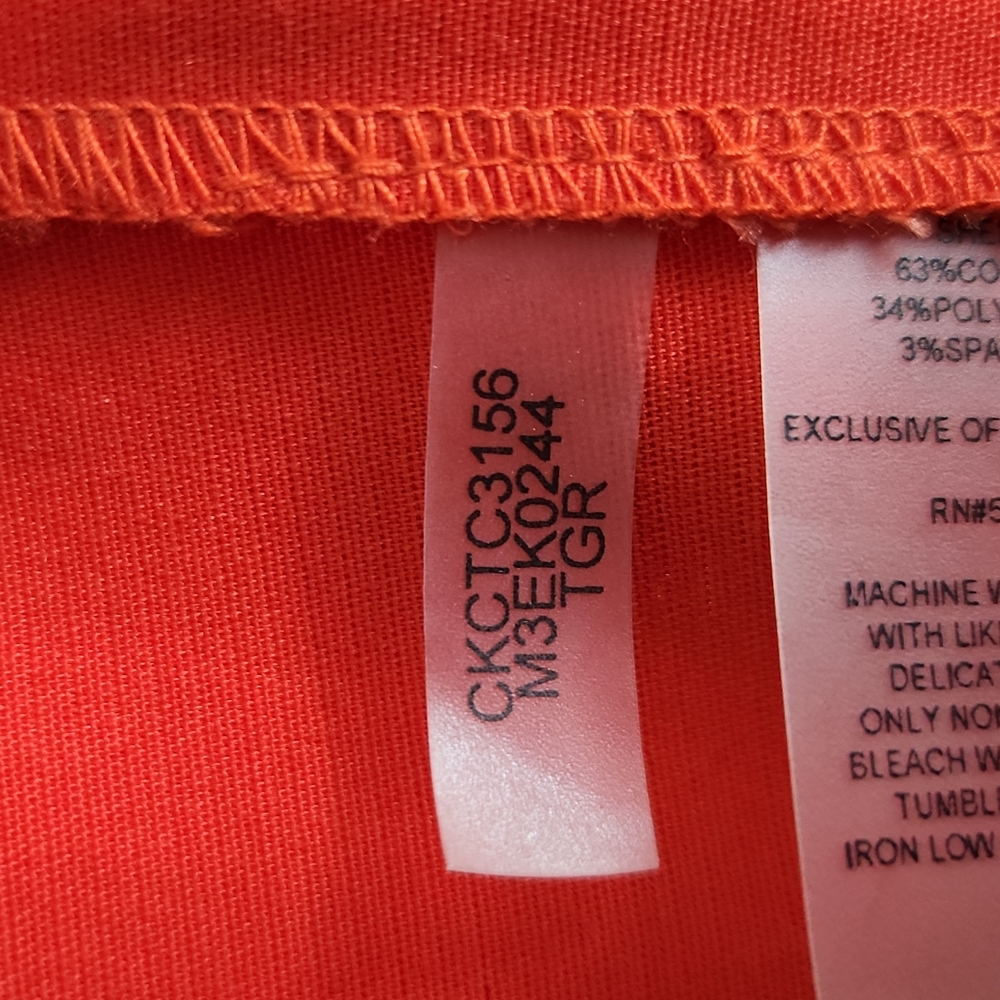 CKCTC3156
M3EK0244
TGR
63%CO
34%POLY
3%SPA
EXCLUSIVE OF
RN#5
MACHINE W
WITH LIK
DELICAT
ONLY NON
BLEACH W
TUMBLE
IRON LOW